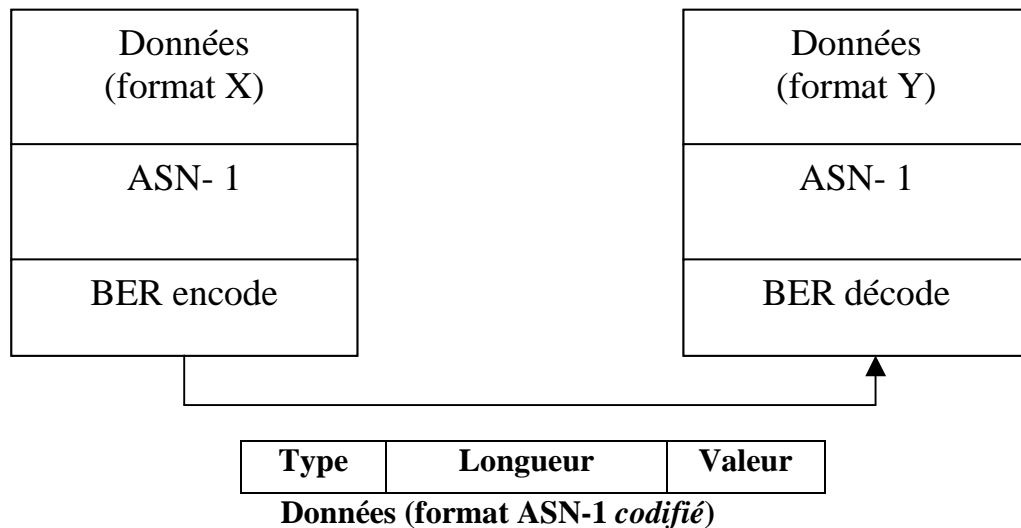 Données
(format X)
ASN- 1
BER encode
Données
(format Y)
ASN- 1
BER décode
Type Longueur Valeur
Données (format ASN-1 codifié)